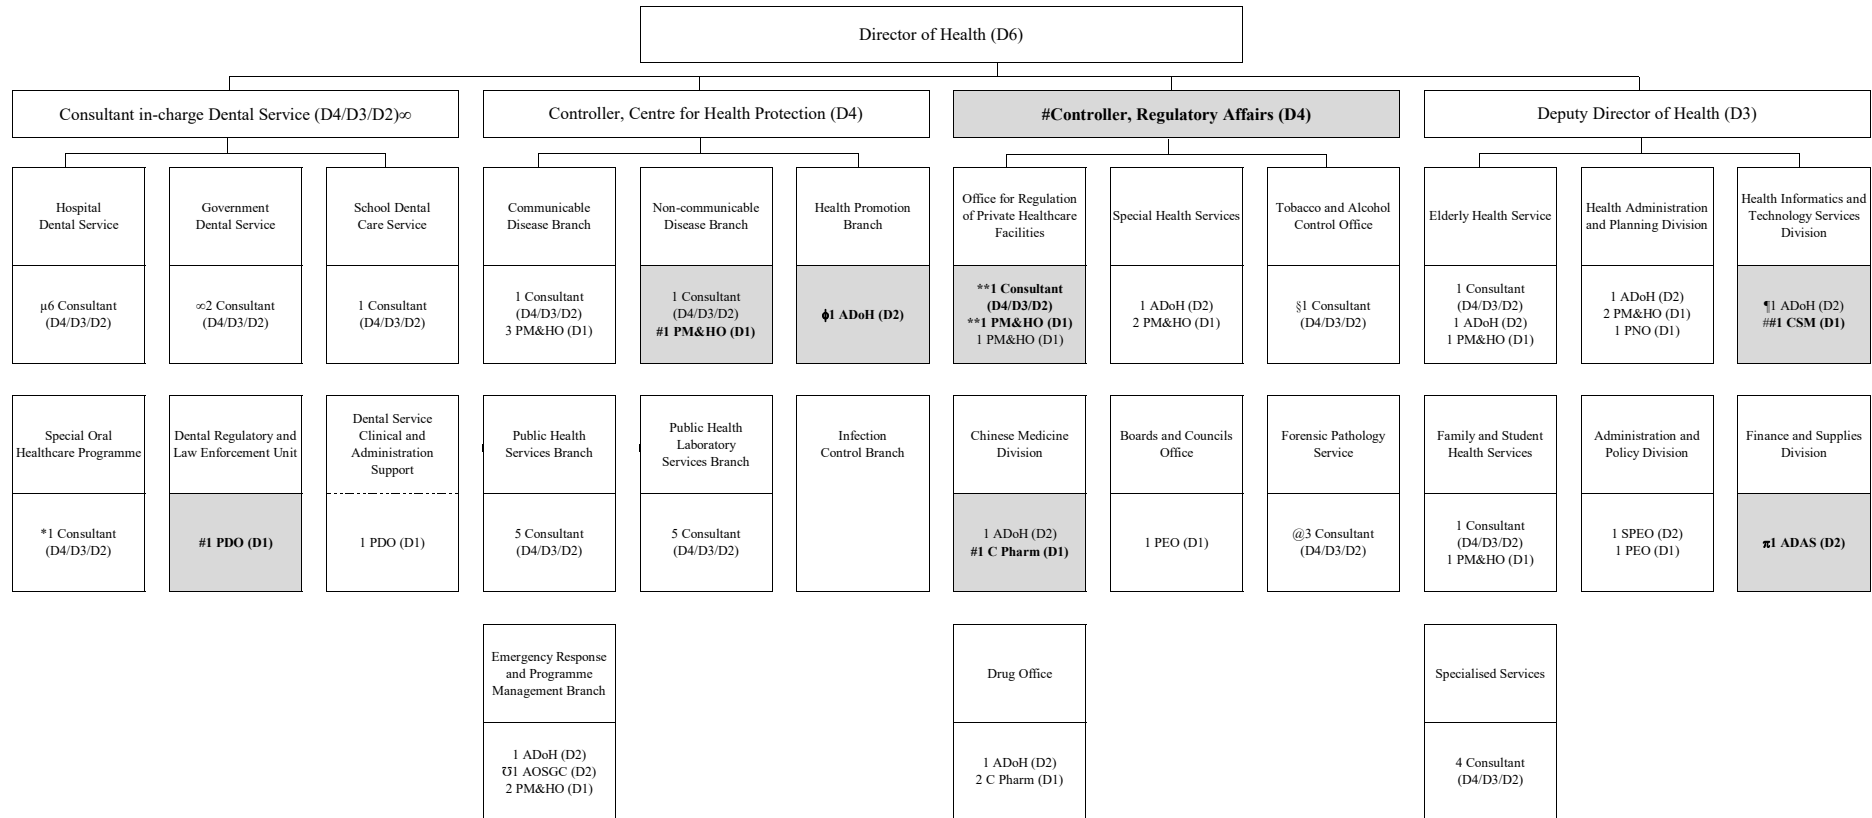 Director of Health (D6)
Consultant in-charge Dental Service (D4/D3/D2)∞
Controller, Centre for Health Protection (D4)
#Controller, Regulatory Affairs (D4)
Deputy Director of Health (D3)
Hospital
Dental Service
µ6 Consultant
(D4/D3/D2)
Government
Dental Service
∞2 Consultant
(D4/D3/D2)
School Dental
Care Service
1 Consultant
(D4/D3/D2)
Communicable
Disease Branch
1 Consultant
(D4/D3/D2)
3 PM&HO (D1)
Non-communicable
Disease Branch
1 Consultant
(D4/D3/D2)
#1 PM&HO (D1)
Health Promotion
Branch
ϕ1 ADoH (D2)
Office for Regulation
of Private Healthcare
Facilities
**1 Consultant
(D4/D3/D2)
**1 PM&HO (D1)
1 PM&HO (D1)
Special Health Services
1 ADoH (D2)
2 PM&HO (D1)
Tobacco and Alcohol
Control Office
§1 Consultant
(D4/D3/D2)
Elderly Health Service
1 Consultant
(D4/D3/D2)
1 ADoH (D2)
1 PM&HO (D1)
Health Administration
and Planning Division
1 ADoH (D2)
2 PM&HO (D1)
1 PNO (D1)
Health Informatics and
Technology Services
Division
¶1 ADoH (D2)
##1 CSM (D1)
Special Oral
Healthcare Programme
*1 Consultant
(D4/D3/D2)
Dental Regulatory and
Law Enforcement Unit
#1 PDO (D1)
Dental Service
Clinical and
Administration
Support
1 PDO (D1)
Public Health
Services Branch
5 Consultant
(D4/D3/D2)
Public Health
Laboratory
Services Branch
5 Consultant
(D4/D3/D2)
Infection
Control Branch
Chinese Medicine
Division
1 ADoH (D2)
#1 C Pharm (D1)
Boards and Councils
Office
1 PEO (D1)
Forensic Pathology
Service
@3 Consultant
(D4/D3/D2)
Family and Student
Health Services
1 Consultant
(D4/D3/D2)
1 PM&HO (D1)
Administration and
Policy Division
1 SPEO (D2)
1 PEO (D1)
Finance and Supplies
Division
π1 ADAS (D2)
Emergency Response
and Programme
Management Branch
1 ADoH (D2)
℧1 AOSGC (D2)
2 PM&HO (D1)
Drug Office
1 ADoH (D2)
2 C Pharm (D1)
Specialised Services
4 Consultant
(D4/D3/D2)